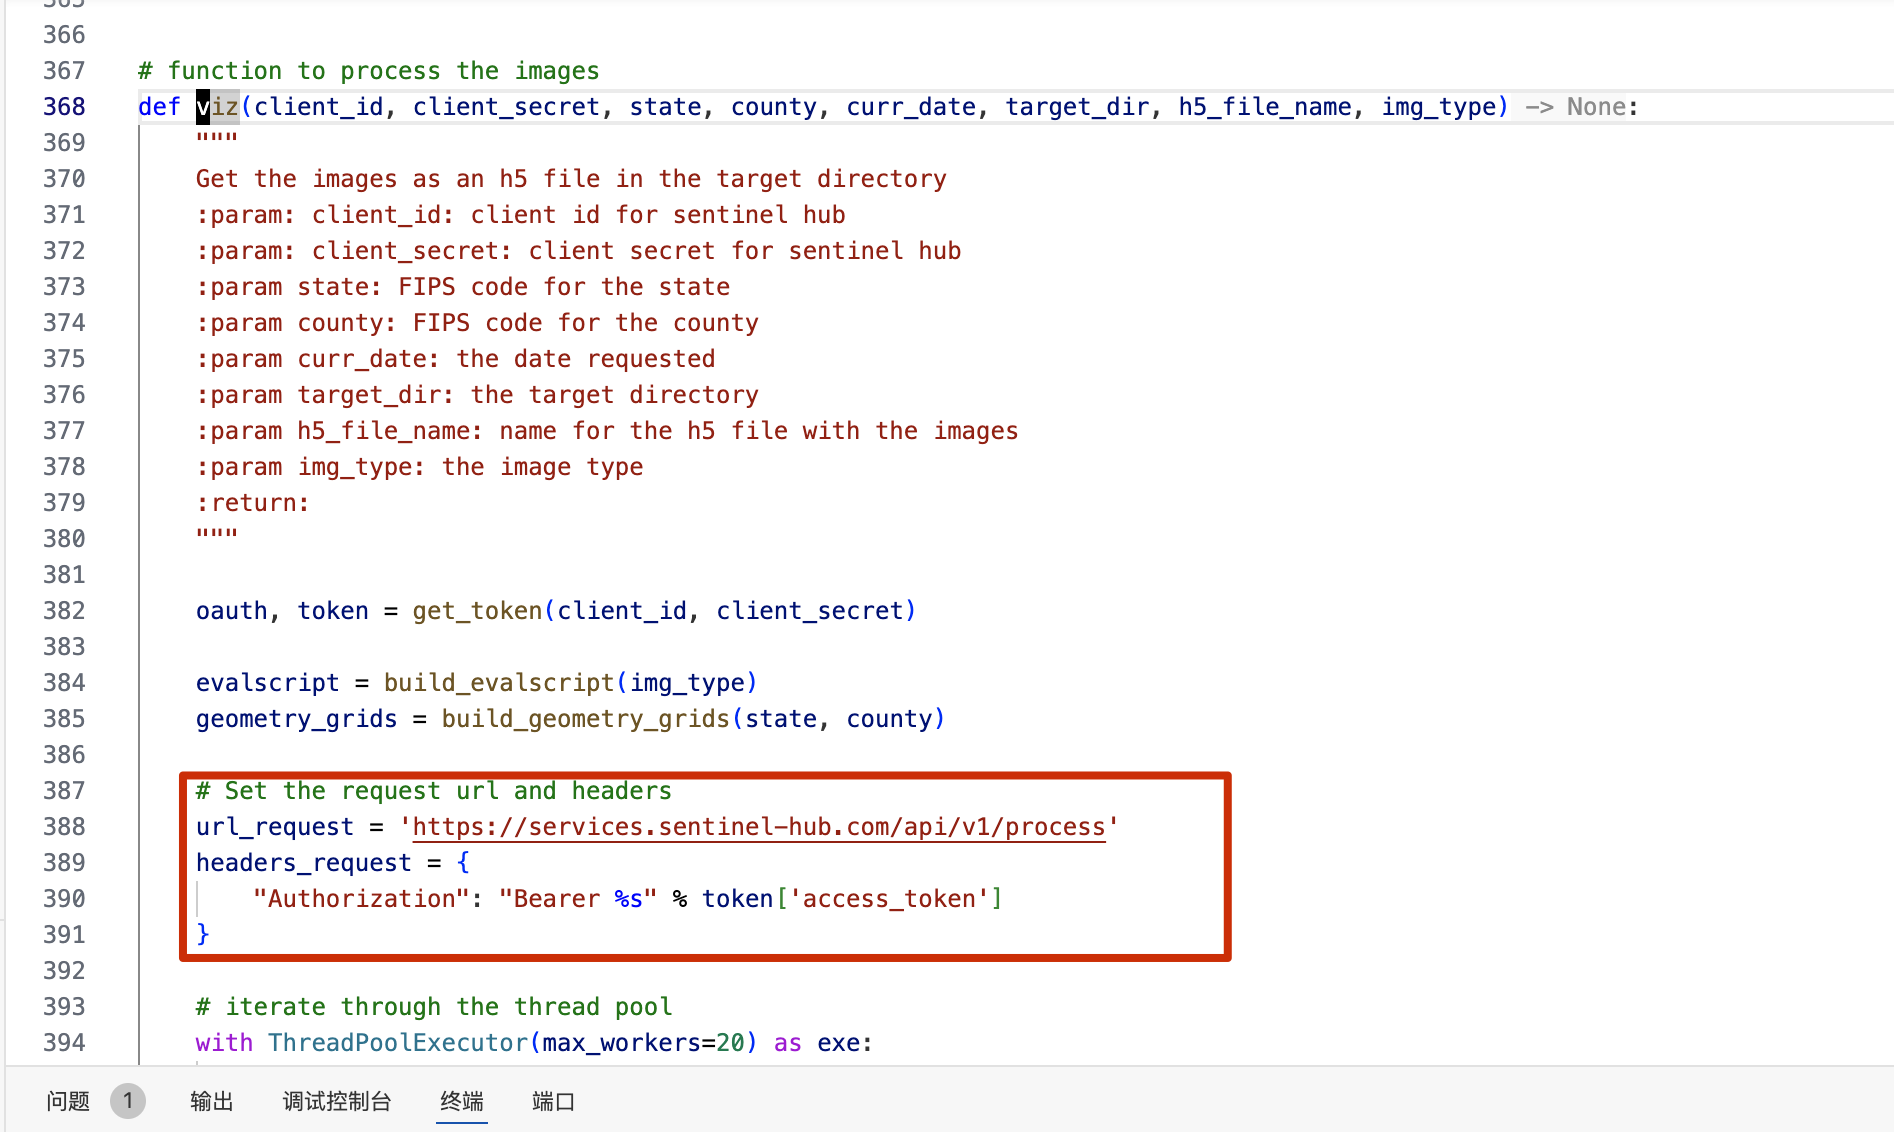 366
367 # function to process the images
368 def viz(client_id, client_secret, state, county, curr_date, target_dir, h5_file_name, img_type) -> None:
369 """
370 Get the images as an h5 file in the target directory
371 :param: client_id: client id for sentinel hub
372 :param: client_secret: client secret for sentinel hub
373 :param state: FIPS code for the state
374 :param county: FIPS code for the county
375 :param curr_date: the date requested
376 :param target_dir: the target directory
377 :param h5_file_name: name for the h5 file with the images
378 :param img_type: the image type
379 :return:
380 """
381
382 oauth, token = get_token(client_id, client_secret)
383
384 evalscript = build_evalscript(img_type)
385 geometry_grids = build_geometry_grids(state, county)
386
387 # Set the request url and headers
388 url_request = 'https://services.sentinel-hub.com/api/v1/process'
389 headers_request = {
390 "Authorization": "Bearer %s" % token['access_token']
391 }
392
393 # iterate through the thread pool
394 with ThreadPoolExecutor(max_workers=20) as exe:
问题 1 输出 调试控制台 终端 端口